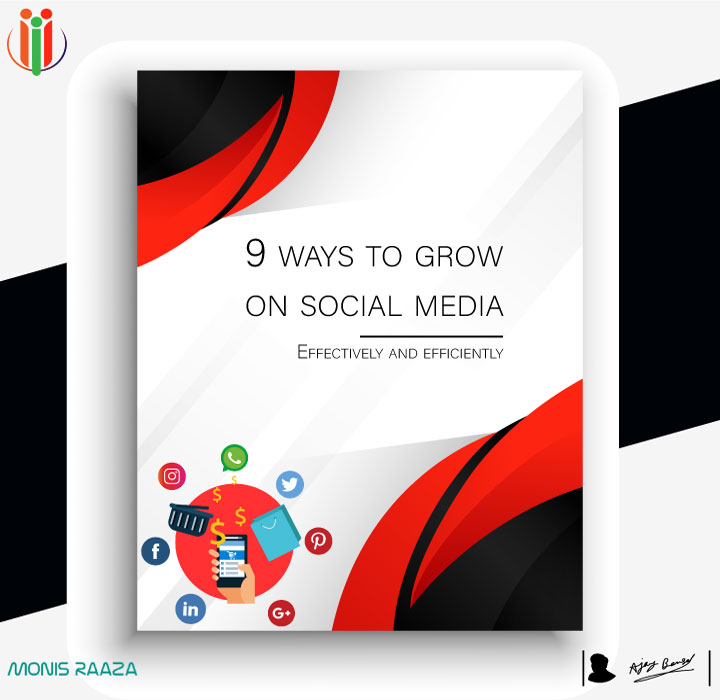 9 WAYS TO GROW
ON SOCIAL MEDIA
EFFECTIVELY AND EFFICIENTLY
MONIS RAAZA